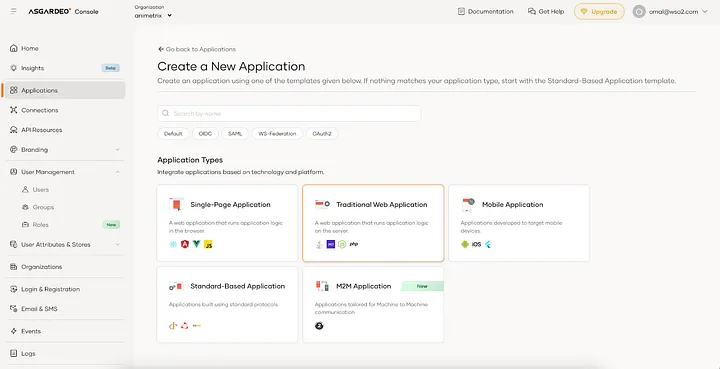 ASGARDEO Console
Organization
animetrix
Documentation
Get Help
Upgrade
omal@wso2.com
Home
Insights
Beta
Applications
Connections
API Resources
Branding
User Management
Users
Groups
Roles
New
User Attributes & Stores
Organizations
Login & Registration
Email & SMS
Events
Logs
Go back to Applications
Create a New Application
Create an application using one of the templates given below. If nothing matches your application type, start with the Standard-Based Application template.
Search by name
Default
OIDC
SAML
WS-Federation
OAuth2
Application Types
Integrate applications based on technology and platform.
Single-Page Application
A web application that runs application logic
in the browser.
JS
Traditional Web Application
A web application that runs application logic
on the server.
.NET
php
Mobile Application
Applications developed to target mobile
devices.
iOS
Standard-Based Application
Applications built using standard protocols.
M2M Application
New
Applications tailored for Machine to Machine
communication